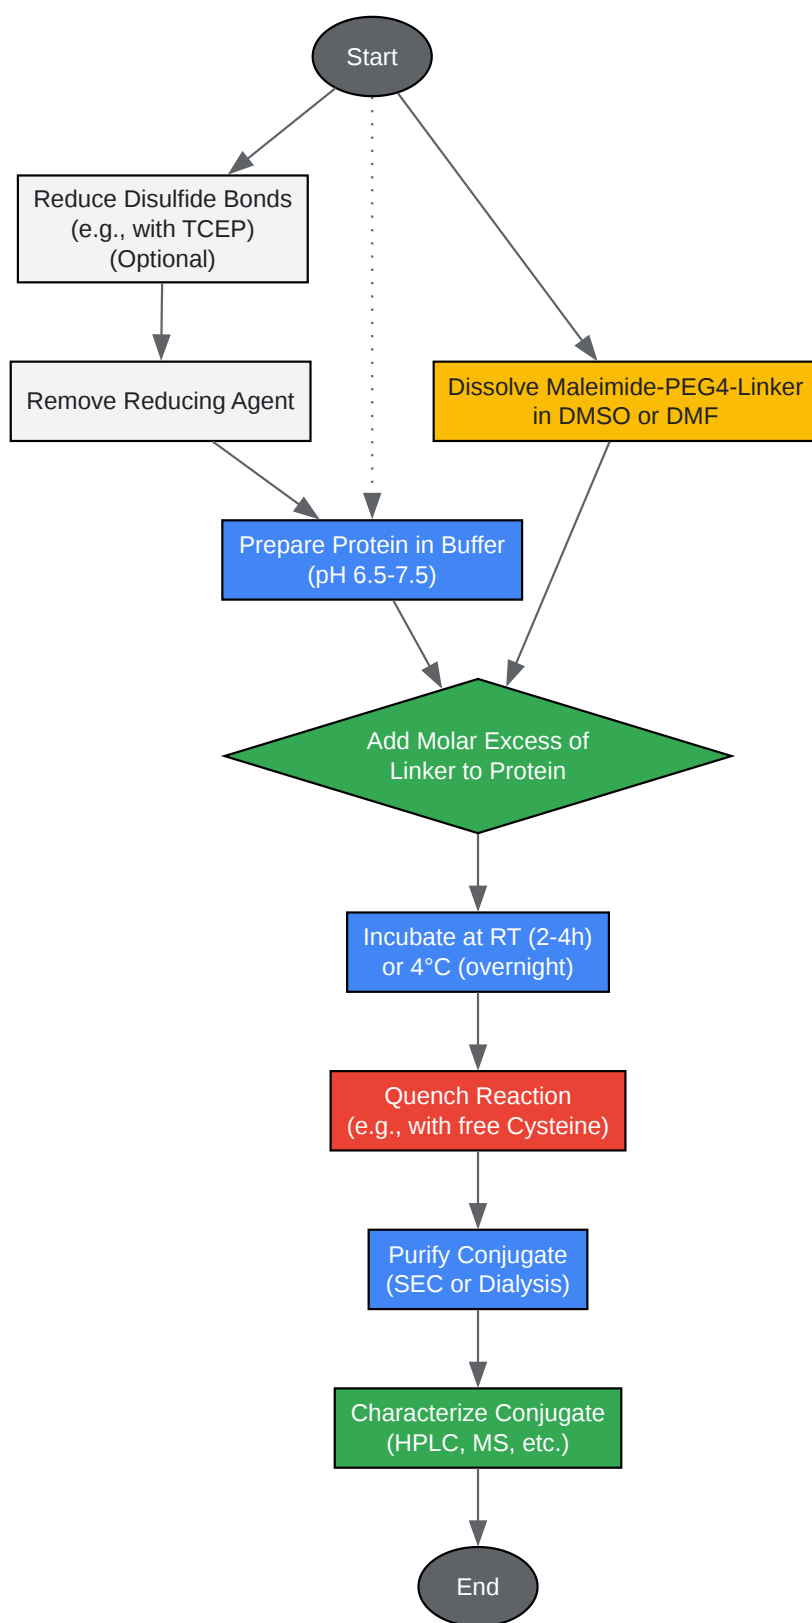 Start
Reduce Disulfide Bonds
(e.g., with TCEP)
(Optional)
Remove Reducing Agent
Dissolve Maleimide-PEG4-Linker
in DMSO or DMF
Prepare Protein in Buffer
(pH 6.5-7.5)
Add Molar Excess of
Linker to Protein
Incubate at RT (2-4h)
or 4°C (overnight)
Quench Reaction
(e.g., with free Cysteine)
Purify Conjugate
(SEC or Dialysis)
Characterize Conjugate
(HPLC, MS, etc.)
End